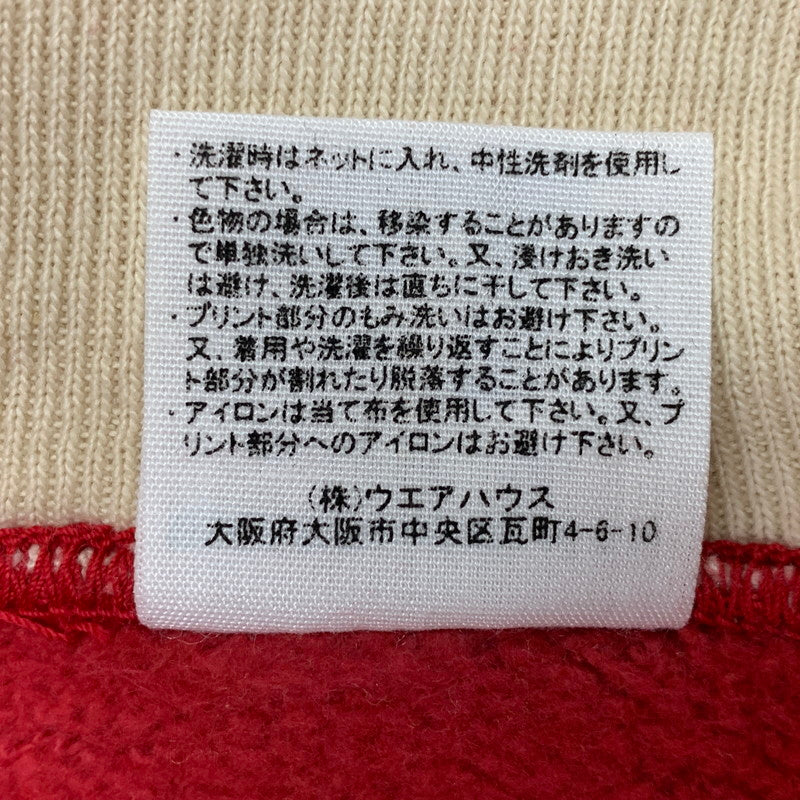 ・洗濯時はネットに入れ、中性洗剤を使用し
て下さい。
・色物の場合は、移染することがありますの
で単独洗いして下さい。又、浸けおき洗い
は避け、洗濯後は直ちに干して下さい。
・プリント部分のもみ洗いはお避け下さい。
又、着用や洗濯を繰り返すことによりプリン
ト部分が割れたり脱落することがあります。
・アイロンは当て布を使用して下さい。又、プ
リント部分へのアイロンはお避け下さい。
(株)ウエアハウス
大阪府大阪市中央区瓦町4-6-10